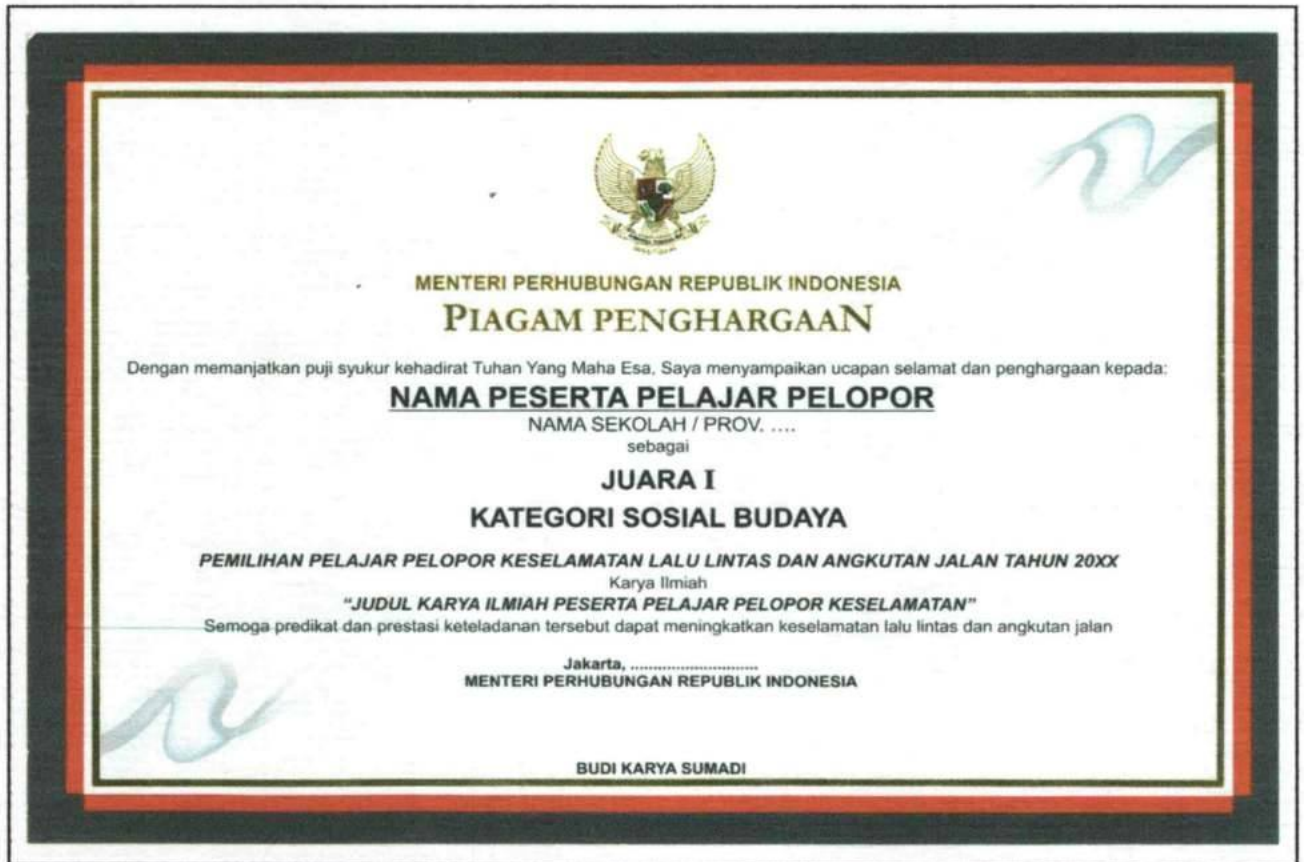 MENTERI PERHUBUNGAN REPUBLIK INDONESIA
PIAGAM PENGHARGAAN
Dengan memanjatkan puji syukur kehadirat Tuhan Yang Maha Esa, Saya menyampaikan ucapan selamat dan penghargaan kepada:
NAMA PESERTA PELAJAR PELOPOR
NAMA SEKOLAH / PROV. ....
sebagai
JUARA I
KATEGORI SOSIAL BUDAYA
PEMILIHAN PELAJAR PELOPOR KESELAMATAN LALU LINTAS DAN ANGKUTAN JALAN TAHUN 20XX
Karya Ilmiah
“JUDUL KARYA ILMIAH PESERTA PELAJAR PELOPOR KESELAMATAN”
Semoga predikat dan prestasi keteladanan tersebut dapat meningkatkan keselamatan lalu lintas dan angkutan jalan
Jakarta, ............................
MENTERI PERHUBUNGAN REPUBLIK INDONESIA
BUDI KARYA SUMADI